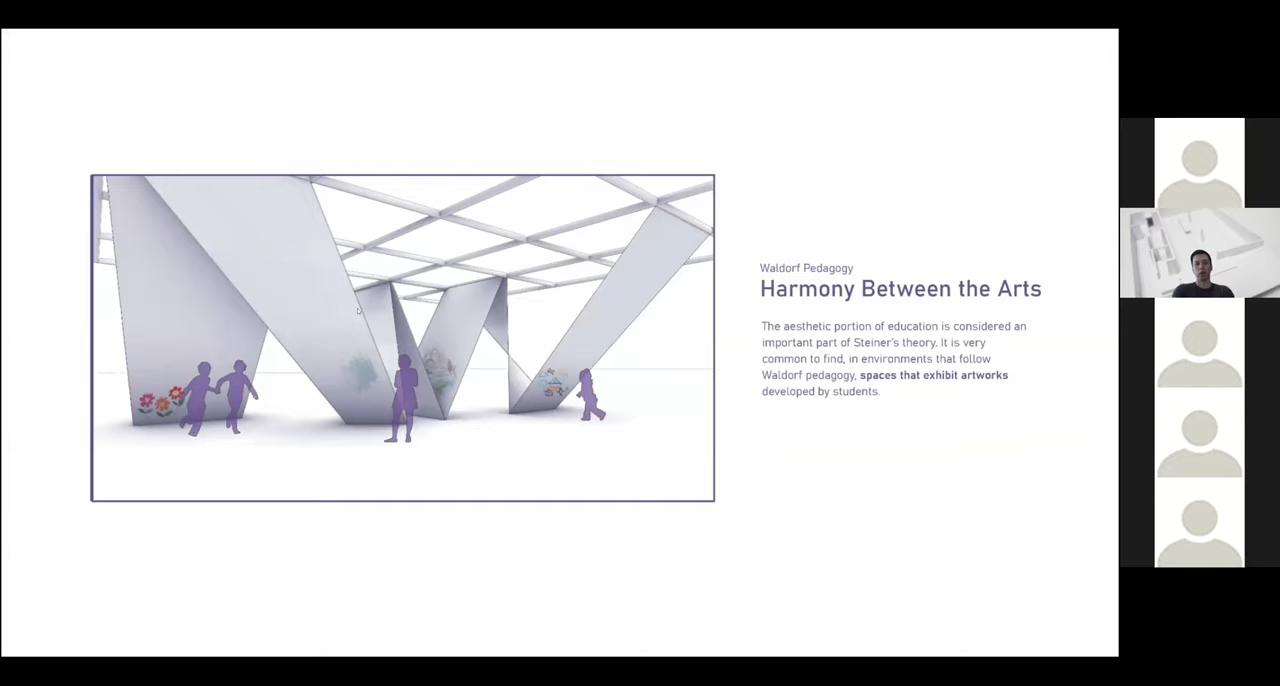 Waldorf Pedagogy
Harmony Between the Arts
The aesthetic portion of education is considered an
important part of Steiner's theory. It is very
common to find, in environments that follow
Waldorf pedagogy, spaces that exhibit artworks
developed by students.